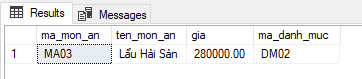 Results Messages
ma_mon_an ten_mon_an gia ma_danh_muc
1 MA03 Lẩu Hải Sản 280000.00 DM02